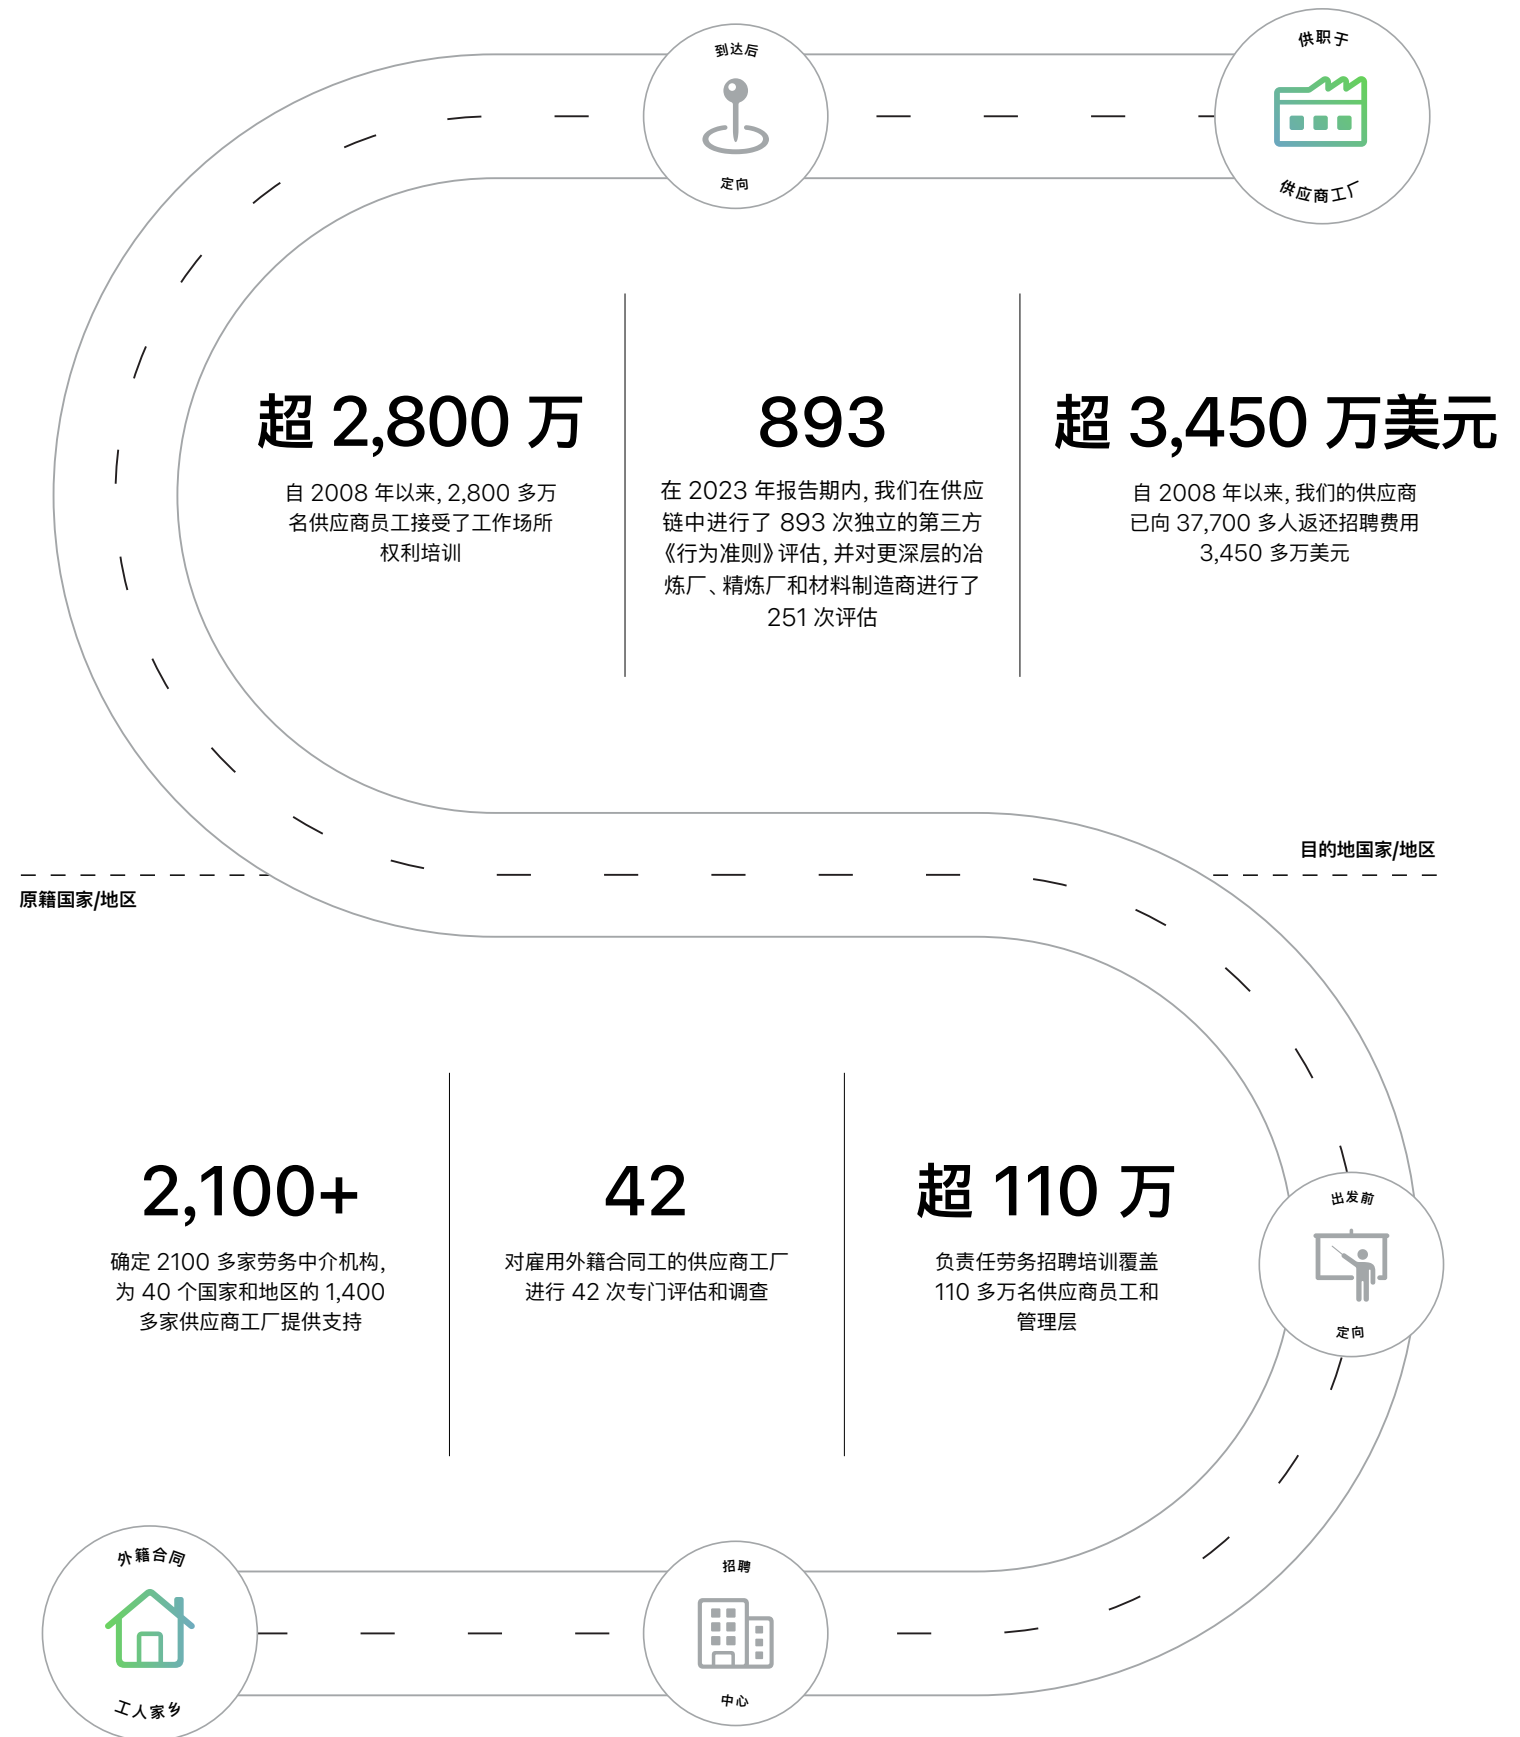 到达后
定向
供职于
供应商工厂
超 2,800 万
自 2008 年以来, 2,800 多万
名供应商员工接受了工作场所
权利培训
893
在 2023 年报告期内, 我们在供应
链中进行了 893 次独立的第三方
《行为准则》评估, 并对更深层的冶
炼厂、精炼厂和材料制造商进行了
251 次评估
超 3,450 万美元
自 2008 年以来, 我们的供应商
已向 37,700 多人返还招聘费用
3,450 多万美元
目的地国家/地区
原籍国家/地区
2,100+
确定 2100 多家劳务中介机构,
为 40 个国家和地区的 1,400
多家供应商工厂提供支持
42
对雇用外籍合同工的供应商工厂
进行 42 次专门评估和调查
超 110 万
负责任劳务招聘培训覆盖
110 多万名供应商员工和
管理层
出发前
定向
外籍合同
工人家乡
招聘
中心